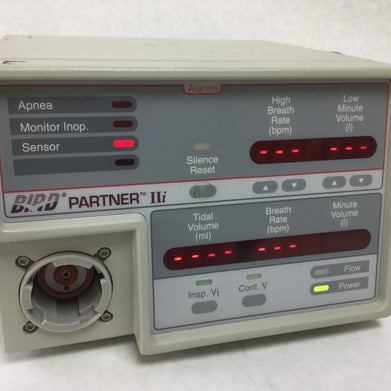 Alarms
Apnea
Monitor Inop.
Sensor
High
Breath
Rate
(bpm)
Low
Minute
Volume
(l)
--- ---
Silence
Reset
BIRD® PARTNER™ IIi
Tidal
Volume
(ml)
Breath
Rate
(bpm)
Minute
Volume
(l)
---- --- ---
Insp. Vt
Cont. V̇
Flow
Power